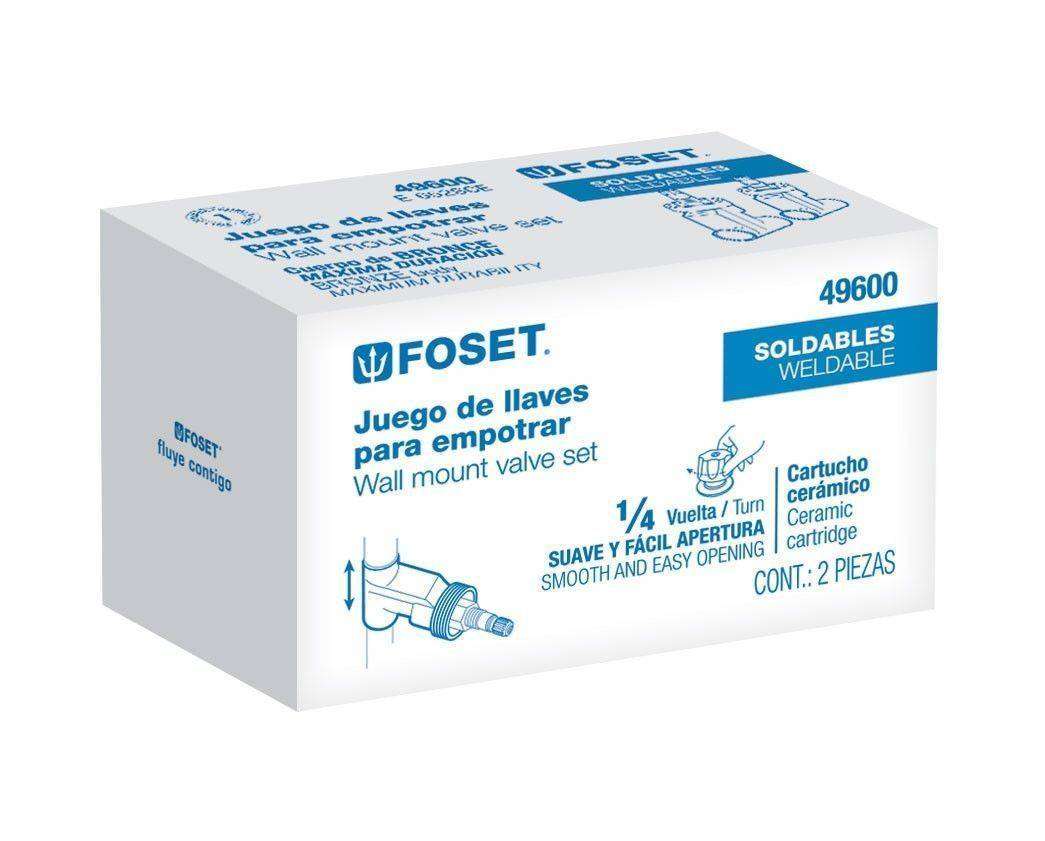 49600
Juego de llaves
para empotrar
Wall mount valve set
Cuerpo de BRONCE
MÁXIMA DURACIÓN
BRONZE body
MAXIMUM DURABILITY
1
FOSET
SOLDABLES
WELDABLE
FOSET
fluye contigo
FOSET®
49600
SOLDABLES
WELDABLE
Juego de llaves
para empotrar
Wall mount valve set
1/4 Vuelta / Turn
SUAVE Y FÁCIL APERTURA
SMOOTH AND EASY OPENING
Cartucho
cerámico
Ceramic
cartridge
CONT.: 2 PIEZAS